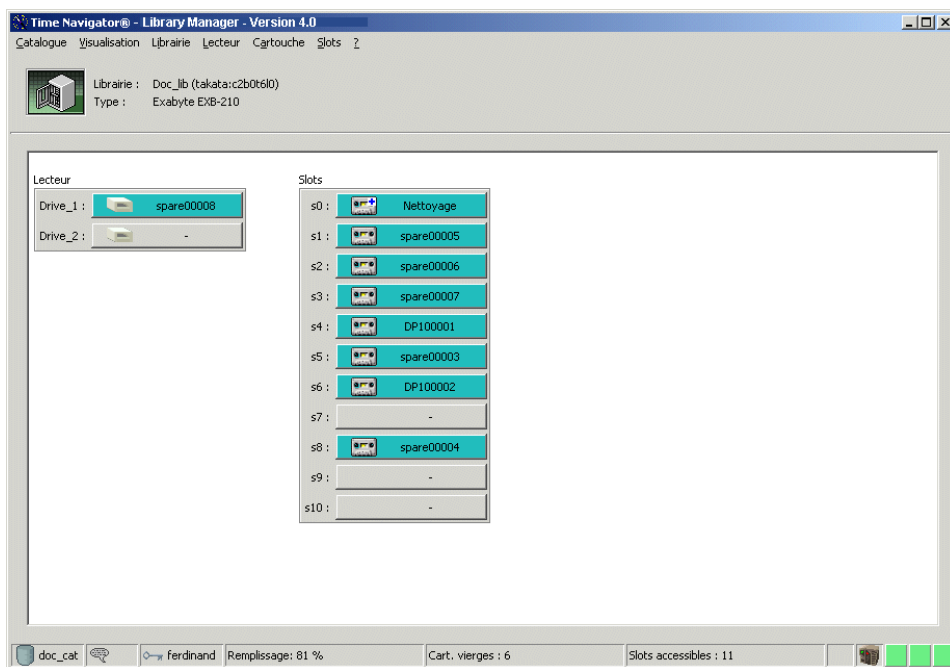 Time Navigator® - Library Manager - Version 4.0
Catalogue Visualisation Librairie Lecteur Cartouche Slots ?
Librairie : Doc_lib (takata:c2b0t6l0)
Type : Exabyte EXB-210
Lecteur
Drive_1 : spare00008
Drive_2 : -
Slots
s0 : Nettoyage
s1 : spare00005
s2 : spare00006
s3 : spare00007
s4 : DP100001
s5 : spare00003
s6 : DP100002
s7 : -
s8 : spare00004
s9 : -
s10 : -
doc_cat ferdinand Remplissage: 81 % Cart. vierges : 6 Slots accessibles : 11